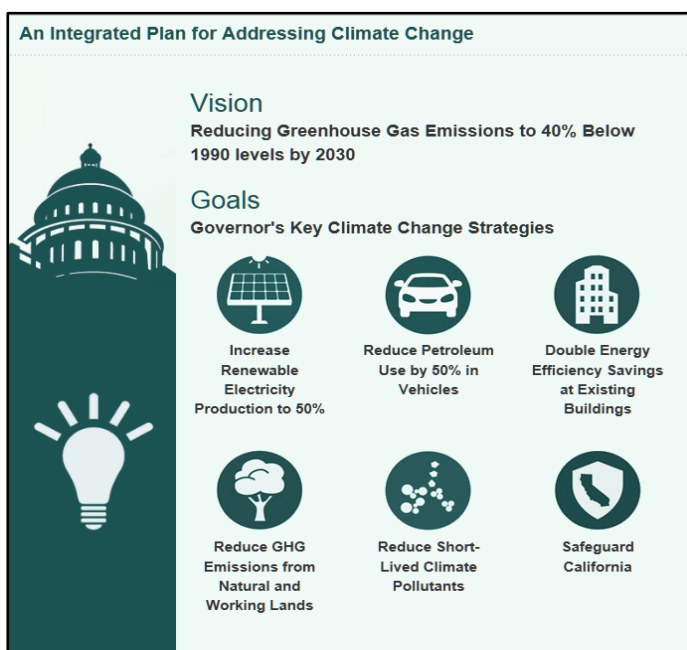 An Integrated Plan for Addressing Climate Change
Vision
Reducing Greenhouse Gas Emissions to 40% Below
1990 levels by 2030
Goals
Governor's Key Climate Change Strategies
Increase
Renewable
Electricity
Production to 50%
Reduce Petroleum
Use by 50% in
Vehicles
Double Energy
Efficiency Savings
at Existing
Buildings
Reduce GHG
Emissions from
Natural and
Working Lands
Reduce Short-
Lived Climate
Pollutants
Safeguard
California